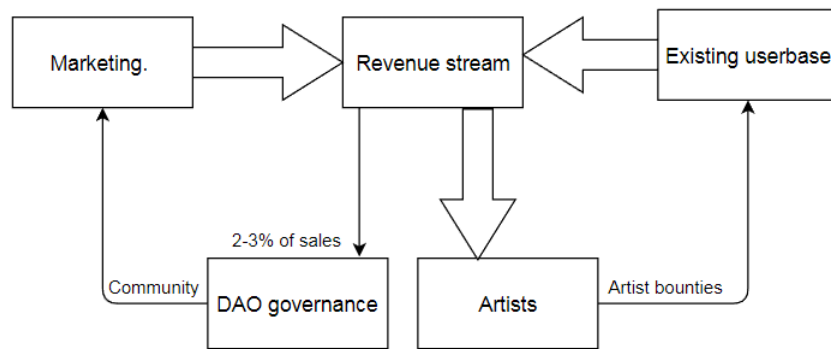 Marketing.
Revenue stream
Existing userbase
2-3% of sales
Community
DAO governance
Artists
Artist bounties